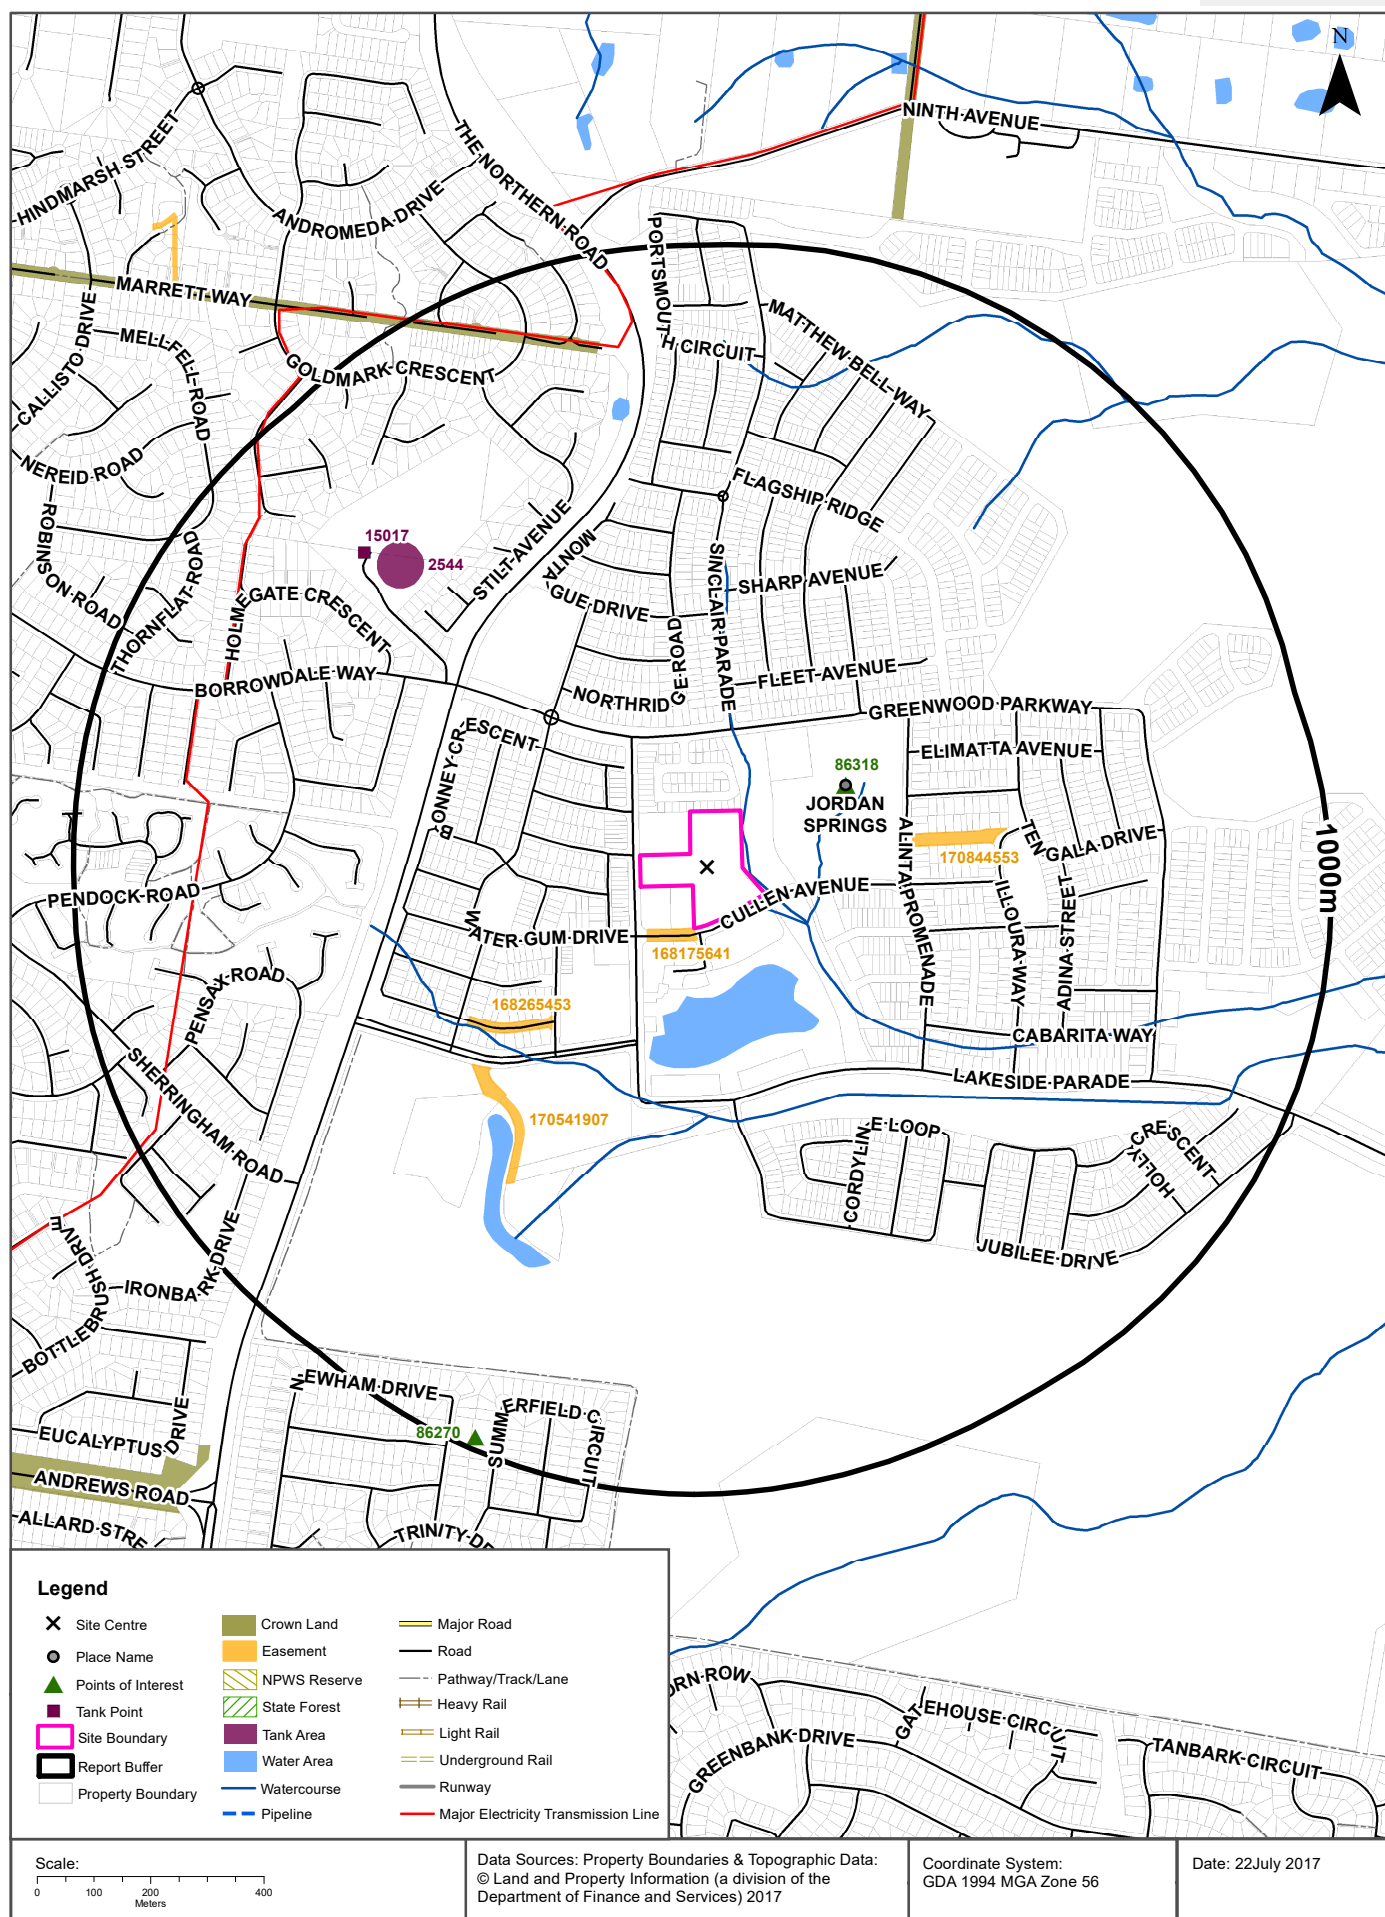 N
NINTH AVENUE
THE NORTHERN ROAD
HINDMARSH STREET
ANDROMEDA DRIVE
PORTSMOUTH CIRCUIT
MARRETT WAY
MATTHEW BELL WAY
CALLISTO DRIVE
MELLFELL ROAD
GOLDMARK CRESCENT
NEREID ROAD
FLAGSHIP RIDGE
ROBINSON ROAD
THORNFLAT ROAD
15017
2544
STILT AVENUE
MONTAGUE DRIVE
SINCLAIR PARADE
SHARP AVENUE
HOLMEGATE CRESCENT
BORROWDALE WAY
NORTHRIDGE ROAD
FLEET AVENUE
GREENWOOD PARKWAY
BONNEY CRESCENT
ELIMATTA AVENUE
86318
JORDAN
SPRINGS
ALINTA PROMENADE
TENGALA DRIVE
170844553
1000m
PENDOCK ROAD
CULLEN AVENUE
WATER GUM DRIVE
168175641
ILLOURA WAY
ADINA STREET
PENSAX ROAD
168265453
CABARITA WAY
SHERRINGHAM ROAD
LAKESIDE PARADE
170541907
CORDYLINE LOOP
HOLLY CRESCENT
JUBILEE DRIVE
BOTTLEBRUSH DRIVE
IRONBARK DRIVE
NEWHAM DRIVE
SUMMERFIELD CIRCUIT
86270
EUCALYPTUS DRIVE
ANDREWS ROAD
ALLARD STRE
TRINITY DR
ORN ROW
GREENBANK DRIVE
GATEHOUSE CIRCUIT
TANBARK CIRCUIT
Legend
Site Centre
Place Name
Points of Interest
Tank Point
Site Boundary
Report Buffer
Property Boundary
Crown Land
Easement
NPWS Reserve
State Forest
Tank Area
Water Area
Watercourse
Pipeline
Major Road
Road
Pathway/Track/Lane
Heavy Rail
Light Rail
Underground Rail
Runway
Major Electricity Transmission Line
Scale:
0 100 200 400
Meters
Data Sources: Property Boundaries & Topographic Data:
© Land and Property Information (a division of the
Department of Finance and Services) 2017
Coordinate System:
GDA 1994 MGA Zone 56
Date: 22July 2017